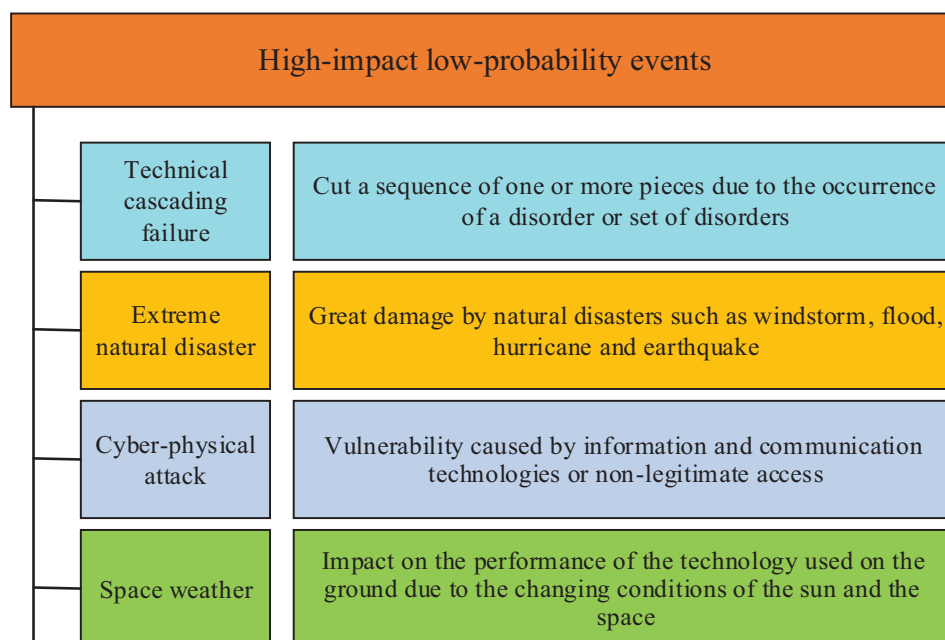 High-impact low-probability events
Technical
cascading
failure
Cut a sequence of one or more pieces due to the occurrence
of a disorder or set of disorders
Extreme
natural disaster
Great damage by natural disasters such as windstorm, flood,
hurricane and earthquake
Cyber-physical
attack
Vulnerability caused by information and communication
technologies or non-legitimate access
Space weather
Impact on the performance of the technology used on the
ground due to the changing conditions of the sun and the
space